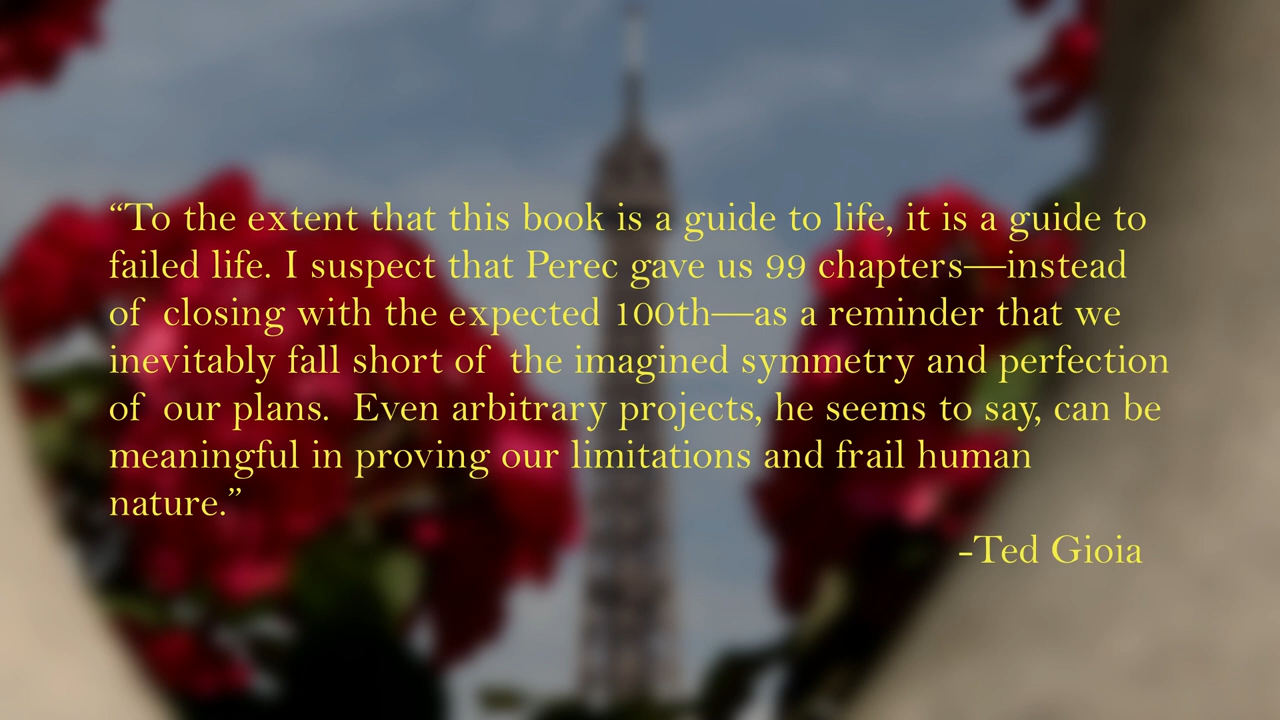 “To the extent that this book is a guide to life, it is a guide to
failed life. I suspect that Perec gave us 99 chapters—instead
of  closing with the expected 100th—as a reminder that we
inevitably fall short of  the imagined symmetry and perfection
of  our plans.  Even arbitrary projects, he seems to say, can be
meaningful in proving our limitations and frail human
nature.”
-Ted Gioia